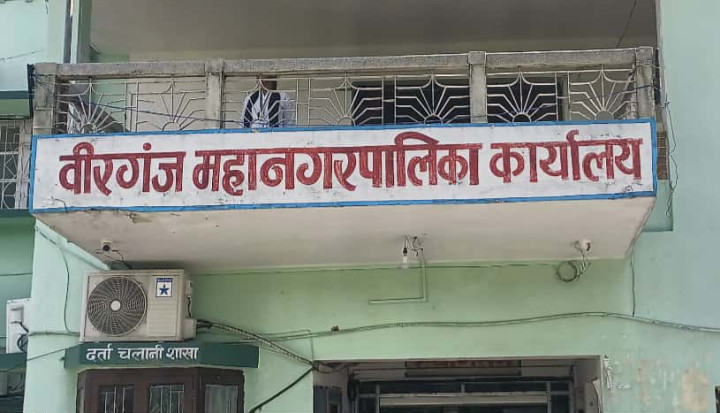 वीरगंज महानगरपालिका कार्यालय
दर्ता चलानी शाखा